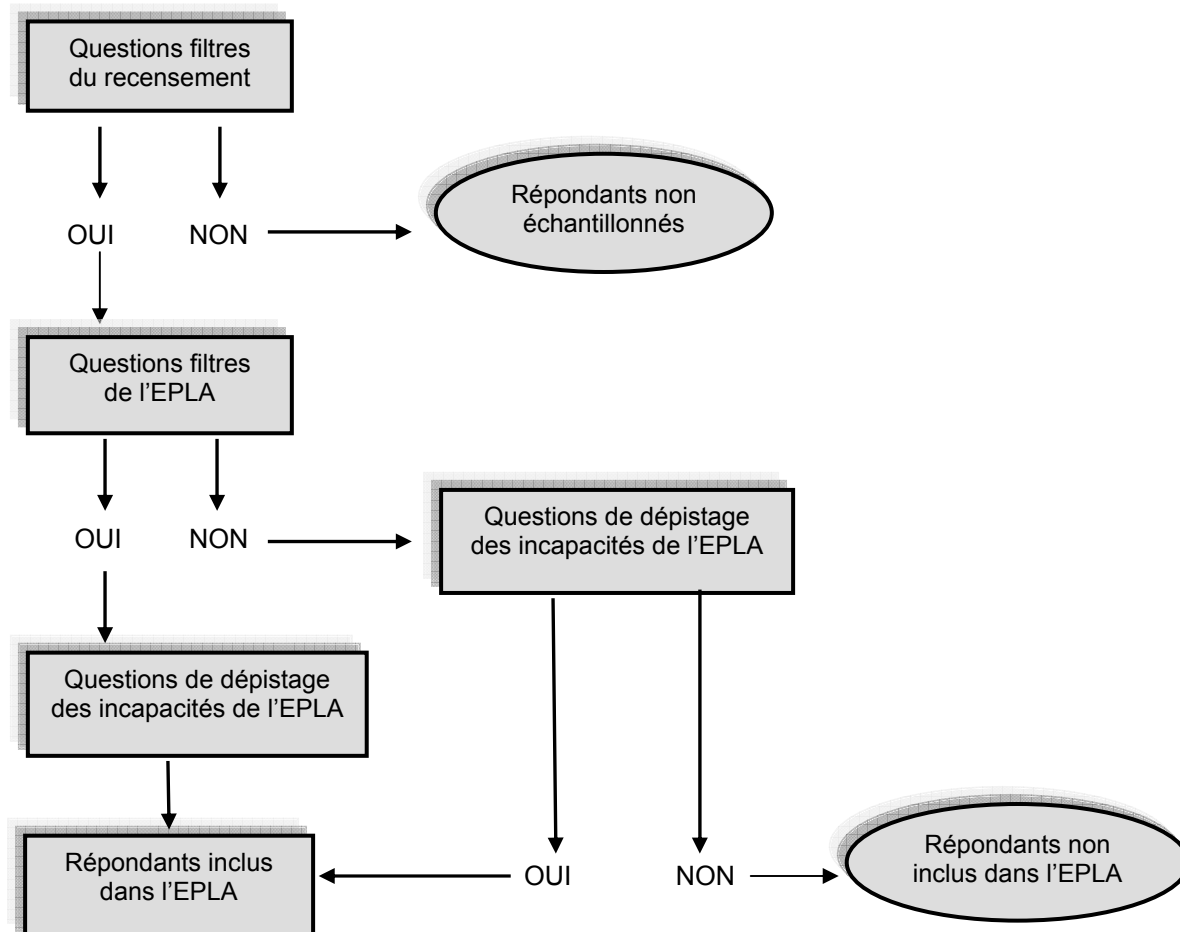 Questions filtres
du recensement
Répondants non
échantillonnés
OUI
NON
Questions filtres
de l'EPLA
OUI
NON
Questions de dépistage
des incapacités de l'EPLA
Questions de dépistage
des incapacités de l'EPLA
Répondants inclus
dans l'EPLA
OUI
NON
Répondants non
inclus dans l'EPLA